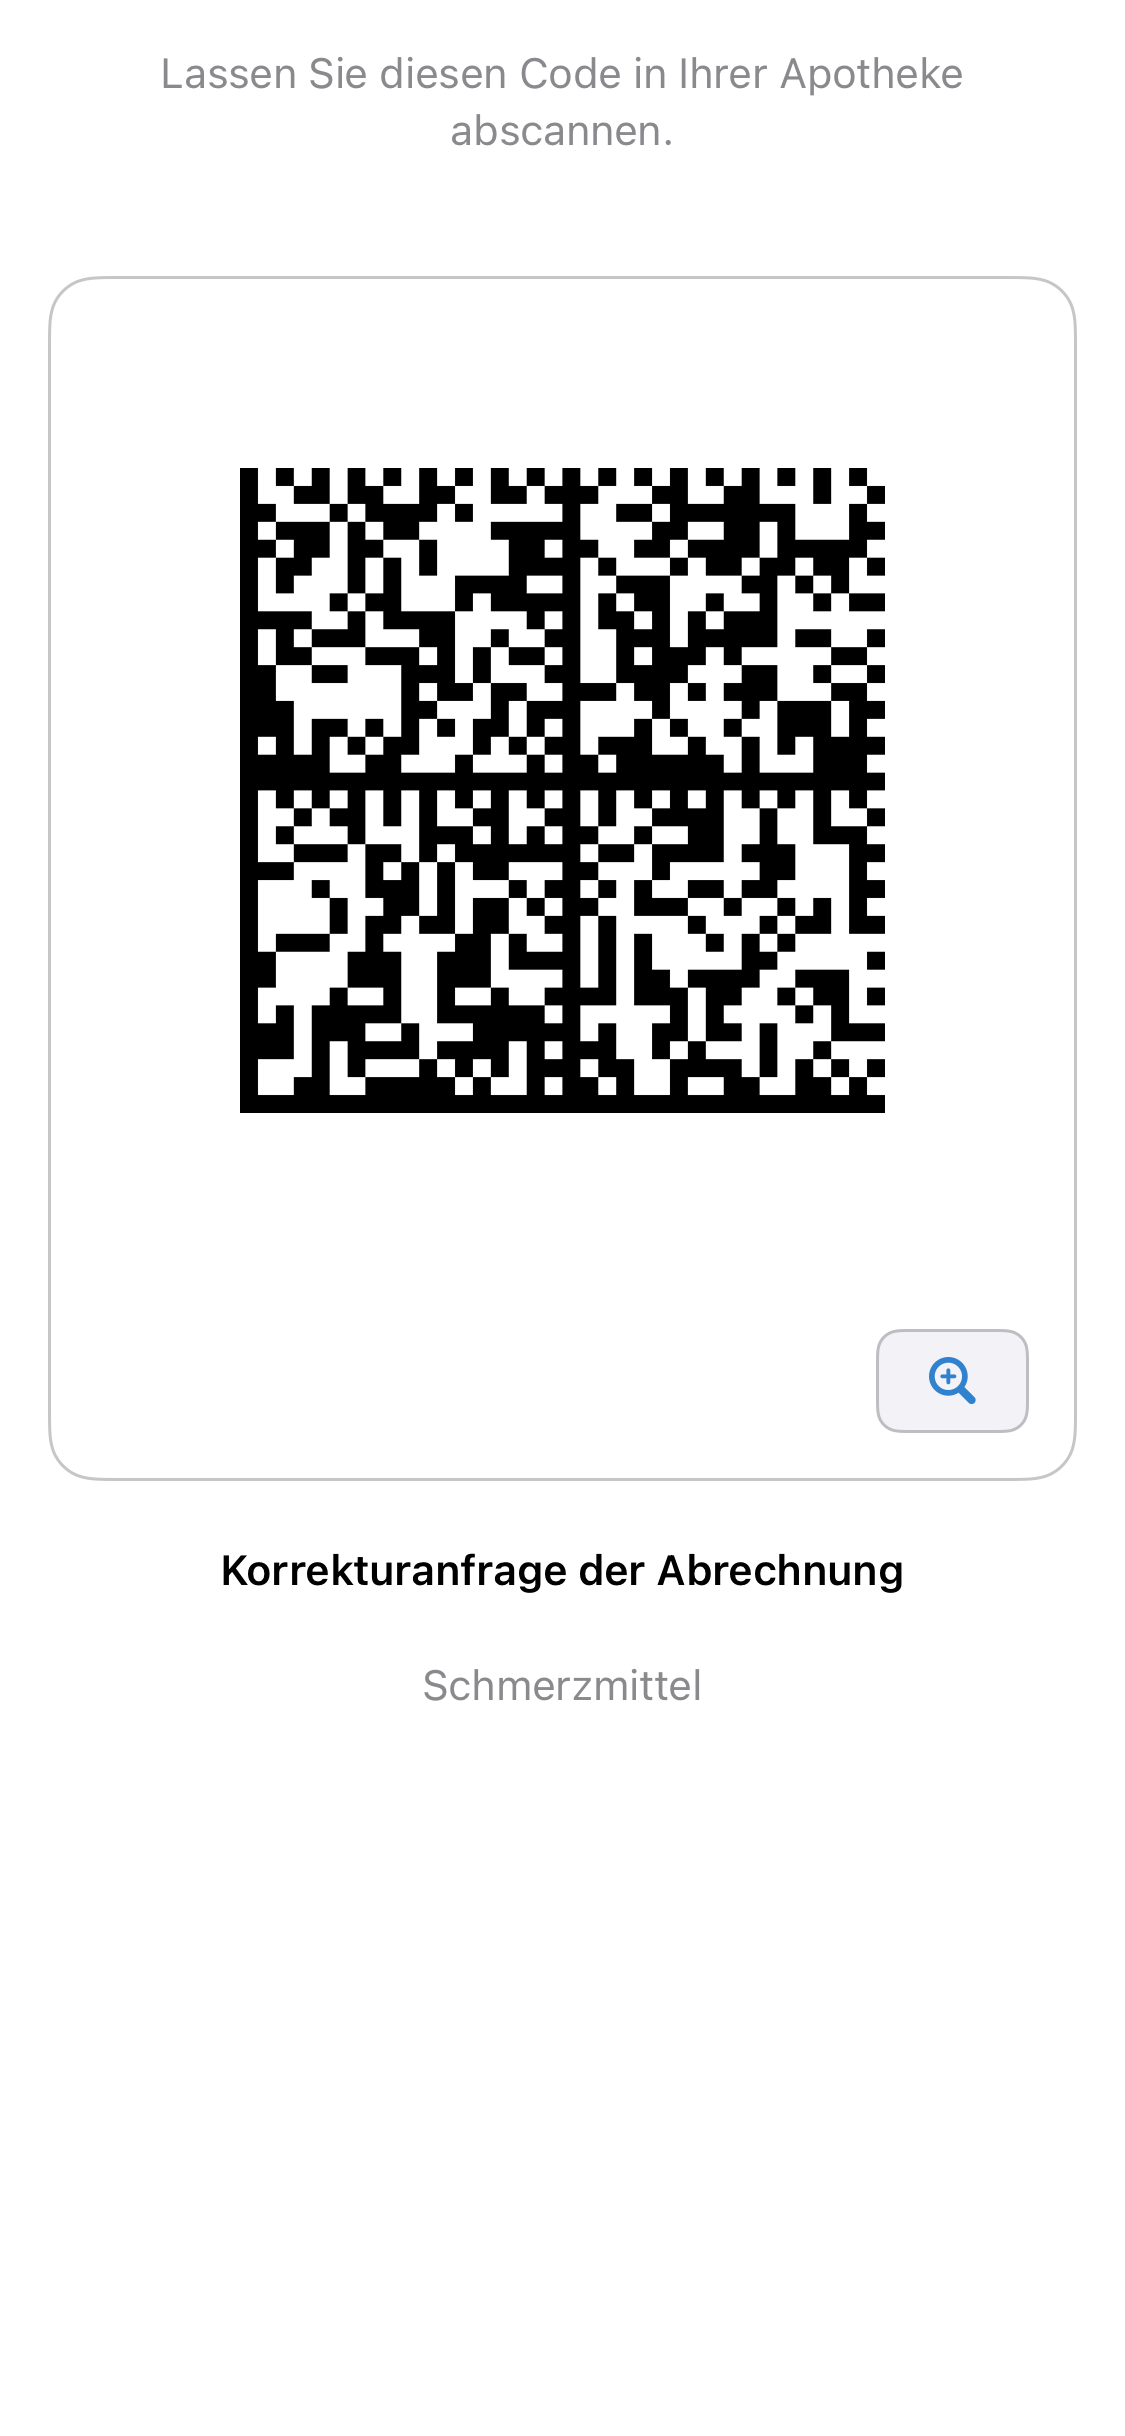 Lassen Sie diesen Code in Ihrer Apotheke
abscannen.
Korrekturanfrage der Abrechnung
Schmerzmittel